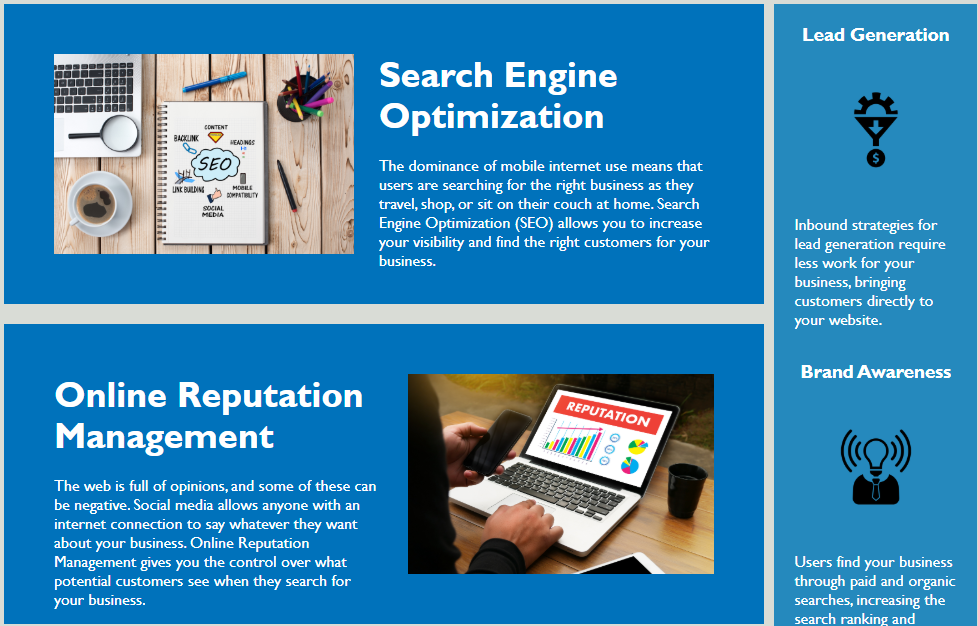 Search Engine
Optimization
The dominance of mobile internet use means that
users are searching for the right business as they
travel, shop, or sit on their couch at home. Search
Engine Optimization (SEO) allows you to increase
your visibility and find the right customers for your
business.
CONTENT
BACKLINK
HEADINGS
SEO
LINK BUILDING
MOBILE
COMPATIBILITY
SOCIAL
MEDIA
Online Reputation
Management
The web is full of opinions, and some of these can
be negative. Social media allows anyone with an
internet connection to say whatever they want
about your business. Online Reputation
Management gives you the control over what
potential customers see when they search for
your business.
REPUTATION
Lead Generation
$
Inbound strategies for
lead generation require
less work for your
business, bringing
customers directly to
your website.
Brand Awareness
Users find your business
through paid and organic
searches, increasing the
search ranking and